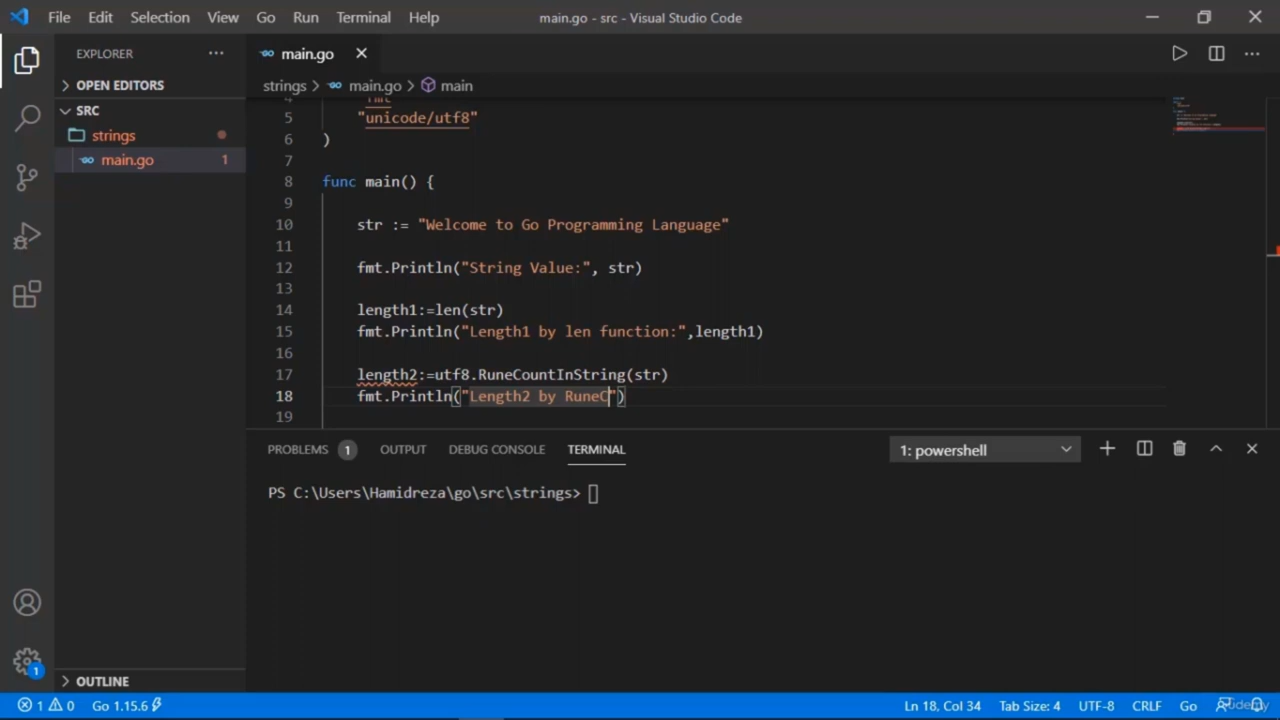 File Edit Selection View Go Run Terminal Help main.go - src - Visual Studio Code
EXPLORER
main.go
OPEN EDITORS
strings > main.go > main
SRC
strings
main.go 1
4 fmt
5 "unicode/utf8"
6 )
7
8 func main() {
9
10 str := "Welcome to Go Programming Language"
11
12 fmt.Println("String Value:", str)
13
14 length1:=len(str)
15 fmt.Println("Length1 by len function:",length1)
16
17 length2:=utf8.RuneCountInString(str)
18 fmt.Println("Length2 by RuneC")
19
PROBLEMS 1 OUTPUT DEBUG CONSOLE TERMINAL 1: powershell
PS C:\Users\Hamidreza\go\src\strings>
1
OUTLINE
1 0 Go 1.15.6 Ln 18, Col 34 Tab Size: 4 UTF-8 CRLF Go
Udemy